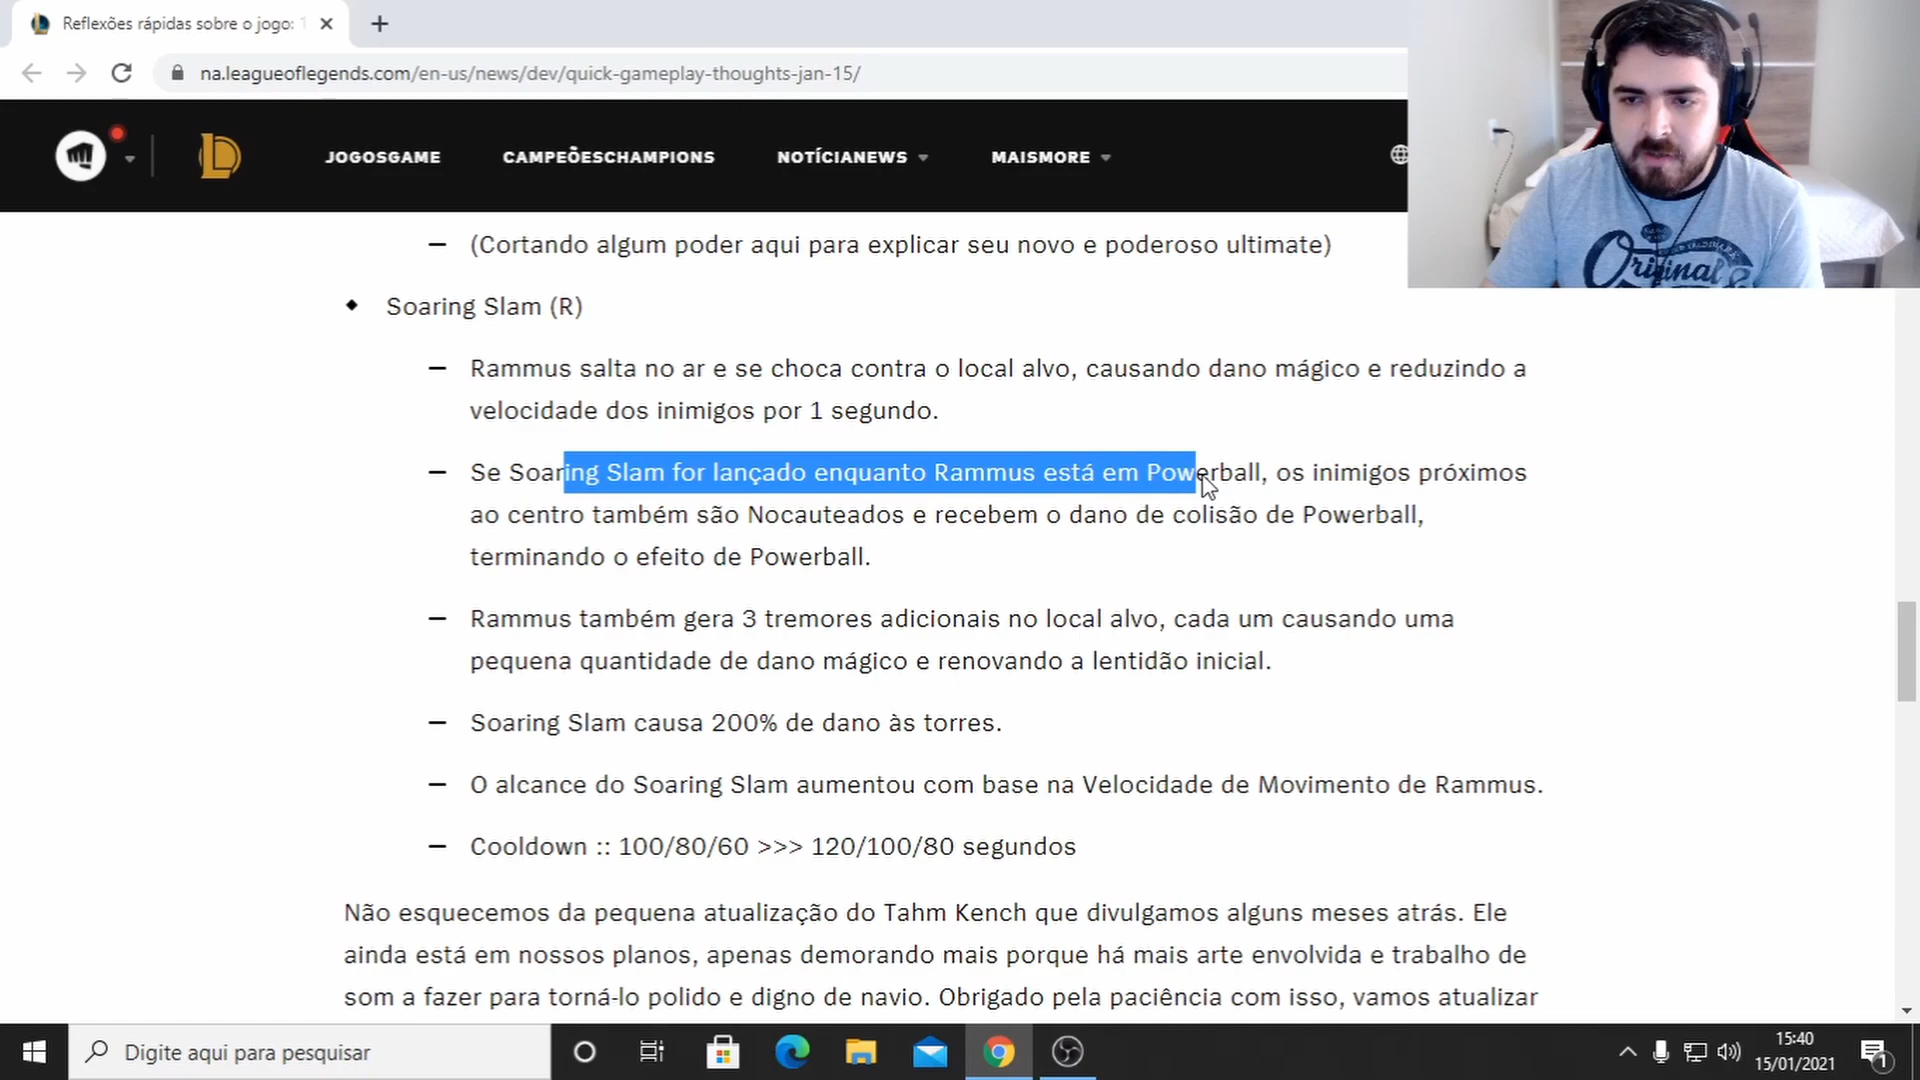 Reflexões rápidas sobre o jogo:
na.leagueoflegends.com/en-us/news/dev/quick-gameplay-thoughts-jan-15/
JOGOSGAME CAMPEÕESCHAMPIONS NOTÍCIANEWS MAISMORE
— (Cortando algum poder aqui para explicar seu novo e poderoso ultimate)
Soaring Slam (R)
— Rammus salta no ar e se choca contra o local alvo, causando dano mágico e reduzindo a
velocidade dos inimigos por 1 segundo.
— Se Soaring Slam for lançado enquanto Rammus está em Powerball, os inimigos próximos
ao centro também são Nocauteados e recebem o dano de colisão de Powerball,
terminando o efeito de Powerball.
— Rammus também gera 3 tremores adicionais no local alvo, cada um causando uma
pequena quantidade de dano mágico e renovando a lentidão inicial.
— Soaring Slam causa 200% de dano às torres.
— O alcance do Soaring Slam aumentou com base na Velocidade de Movimento de Rammus.
— Cooldown :: 100/80/60 >>> 120/100/80 segundos
Não esquecemos da pequena atualização do Tahm Kench que divulgamos alguns meses atrás. Ele
ainda está em nossos planos, apenas demorando mais porque há mais arte envolvida e trabalho de
som a fazer para torná-lo polido e digno de navio. Obrigado pela paciência com isso, vamos atualizar
Original
Digite aqui para pesquisar
15:40
15/01/2021
1